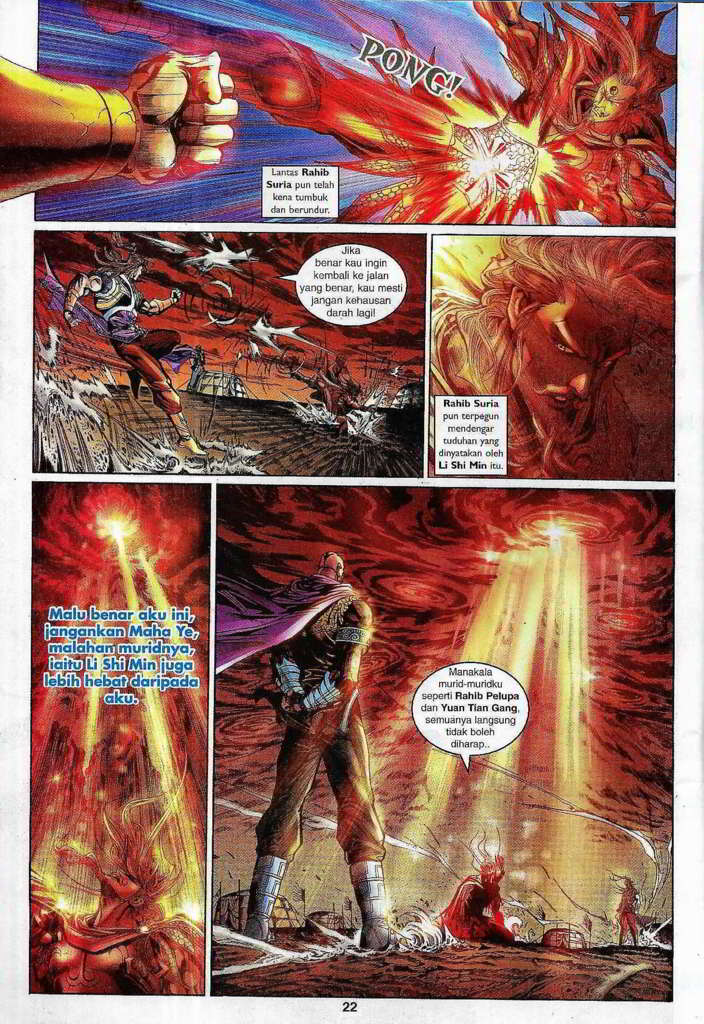 PONG!
Lantas Rahib
Suria pun telah
kena tumbuk
dan berundur.
Jika
benar kau ingin
kembali ke jalan
yang benar, kau mesti
jangan kehausan
darah lagi!
Rahib Suria
pun terpegun
mendengar
tuduhan yang
dinyatakan oleh
Li Shi Min itu.
Malu benar aku ini,
jangankan Maha Ye,
malahan muridnya,
iaitu Li Shi Min juga
lebih hebat daripada
aku.
Manakala
murid-muridku
seperti Rahib Pelupa
dan Yuan Tian Gang,
semuanya langsung
tidak boleh
diharap..
22